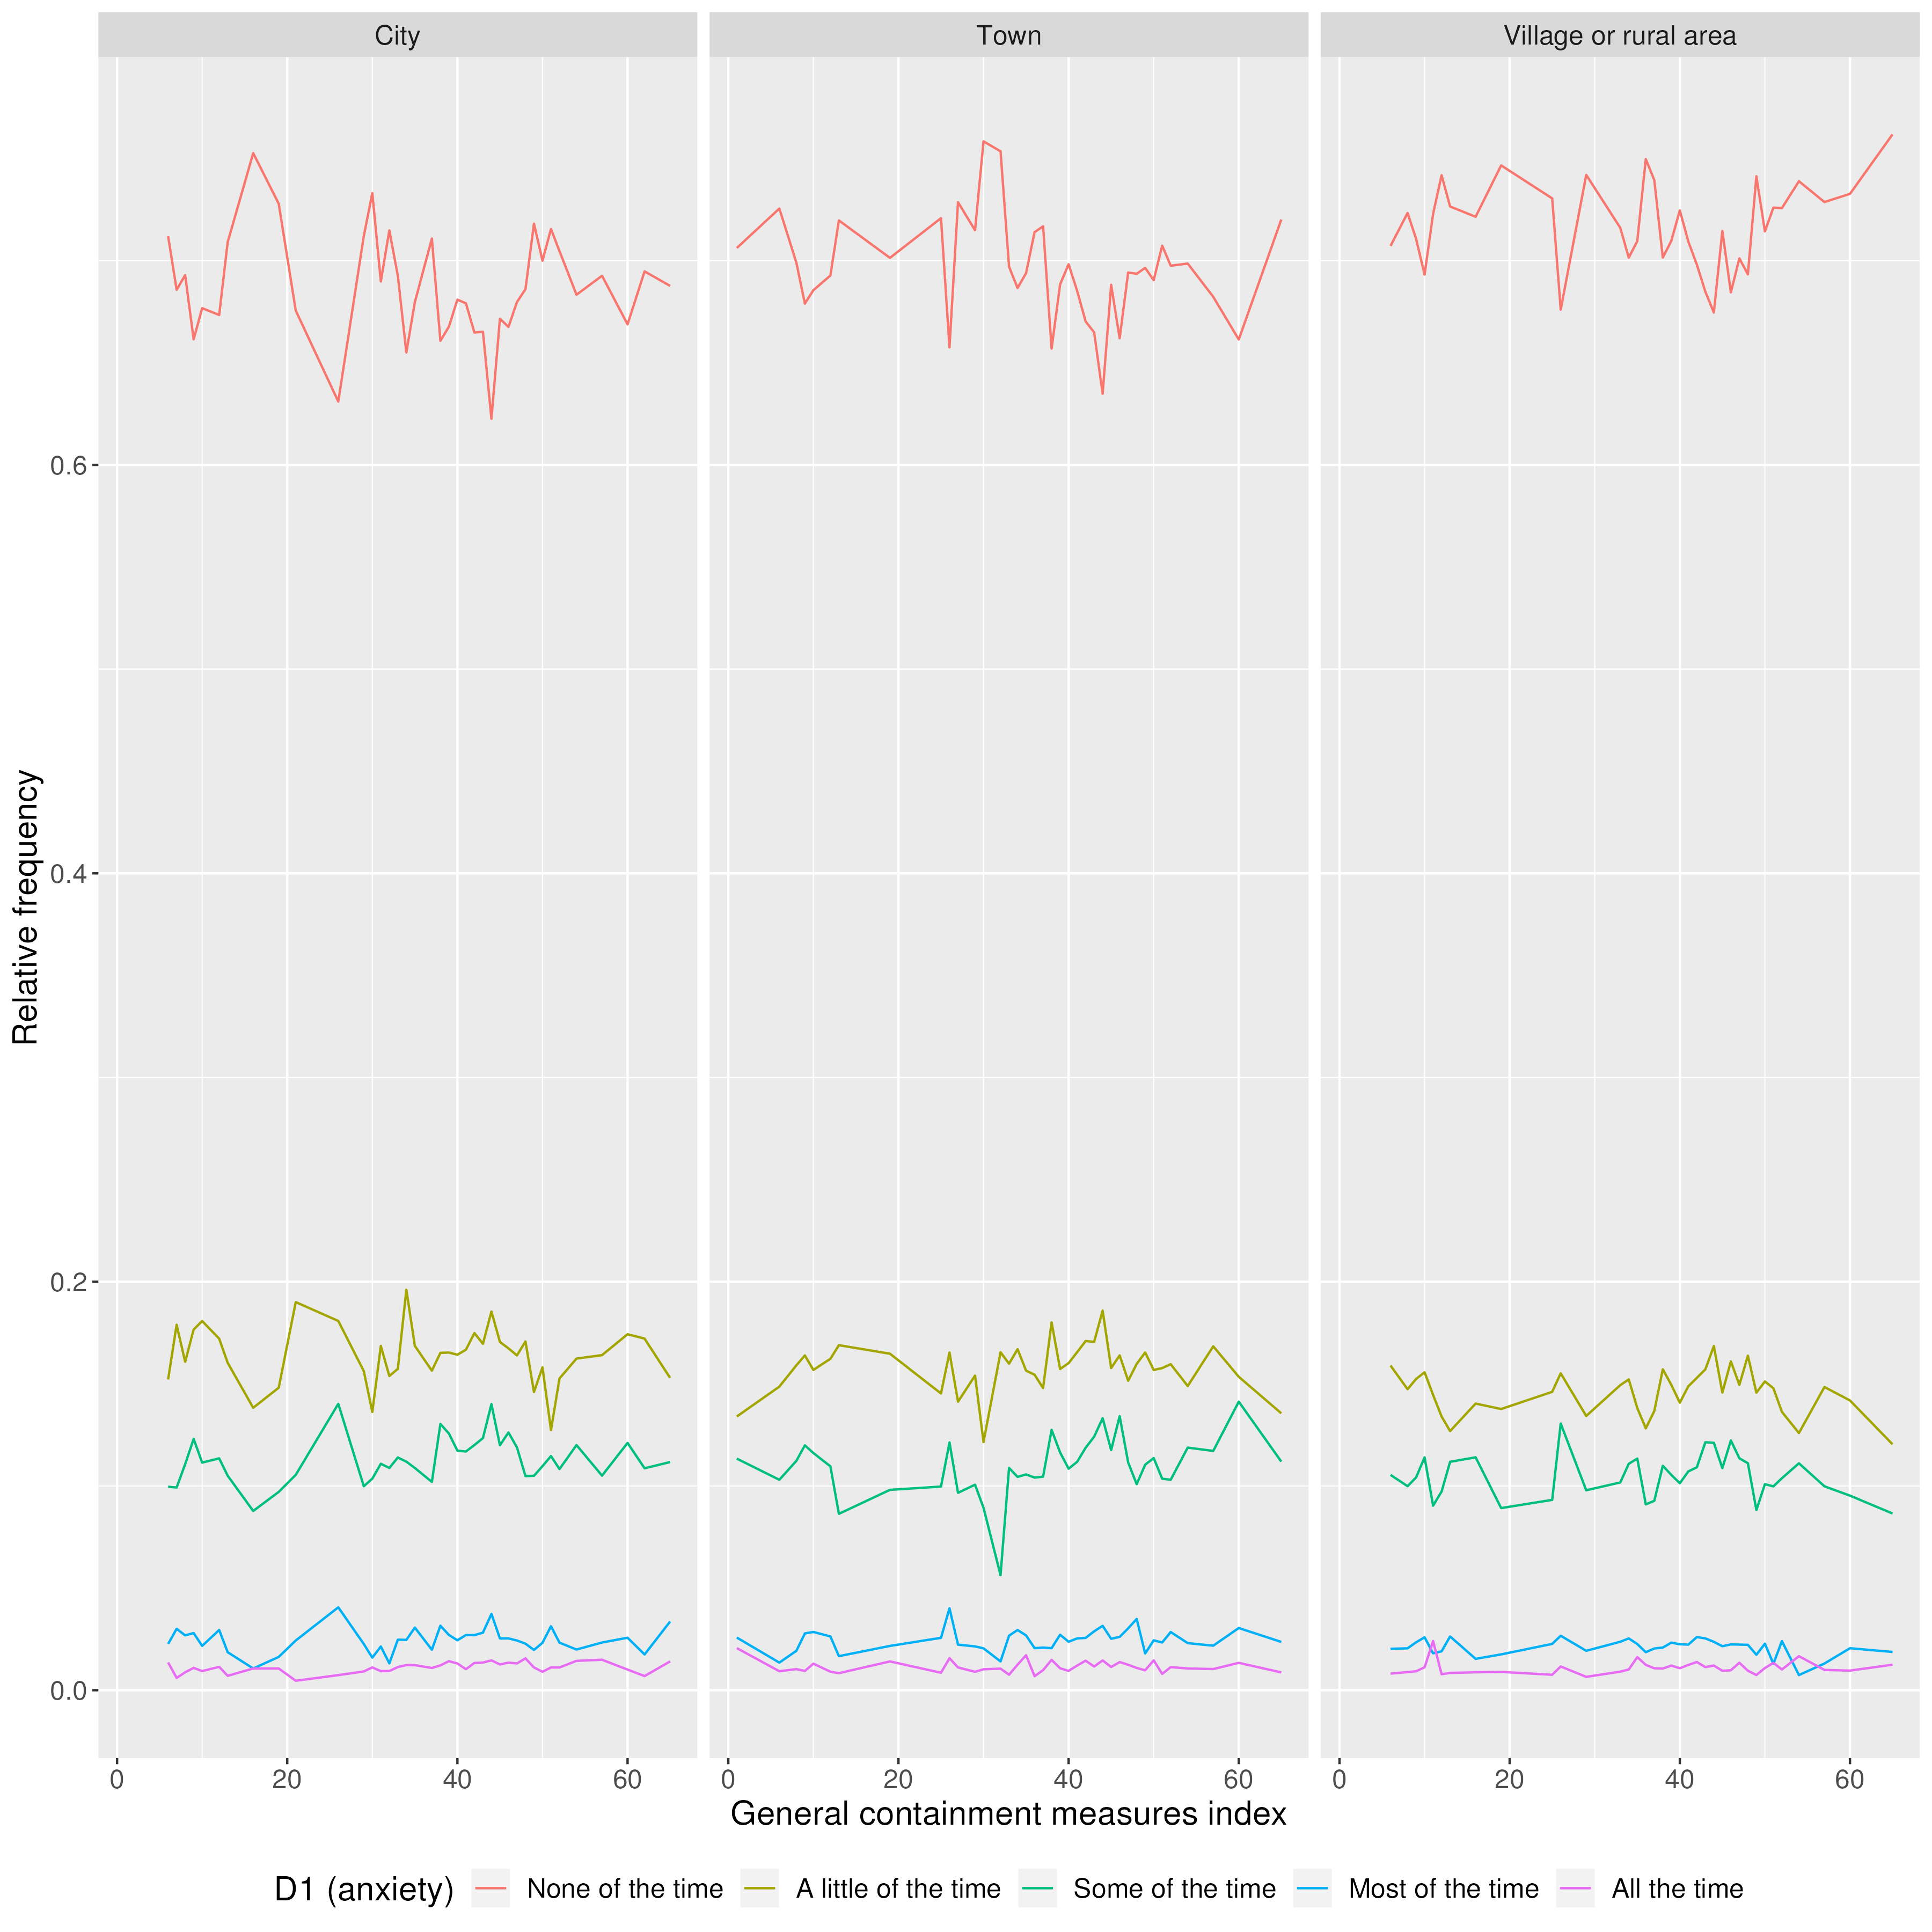 City Town Village or rural area
0.6
0.4
0.2
0.0
Relative frequency
0 20 40 60 0 20 40 60 0 20 40 60
General containment measures index
D1 (anxiety) None of the time A little of the time Some of the time Most of the time All the time